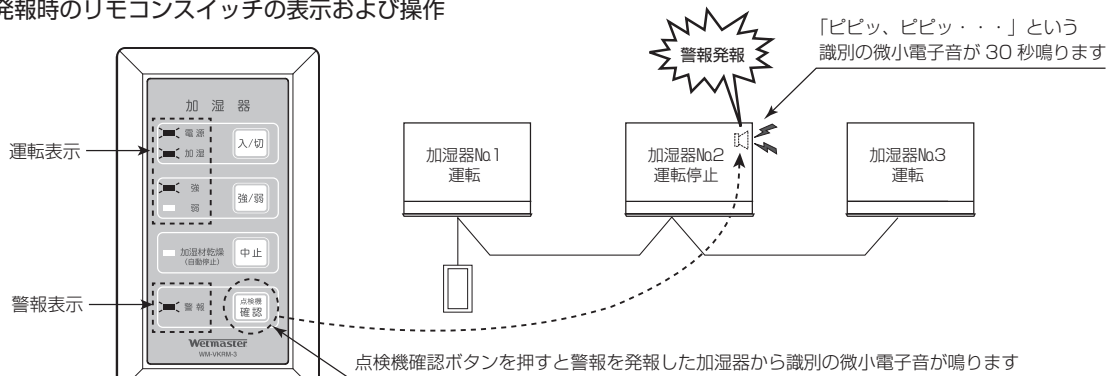 発報時のリモコンスイッチの表示および操作
「ピピッ、ピピッ・・・」という
識別の微小電子音が 30 秒鳴ります
警報発報
加湿器
電源
加湿
入/切
運転表示
強
弱
強/弱
加湿材乾燥
(自動停止)
中止
警報表示
警報
点検機
確認
Wetmaster
WM-VKRM-3
加湿器№1
運転
加湿器№2
運転停止
加湿器№3
運転
点検機確認ボタンを押すと警報を発報した加湿器から識別の微小電子音が鳴ります